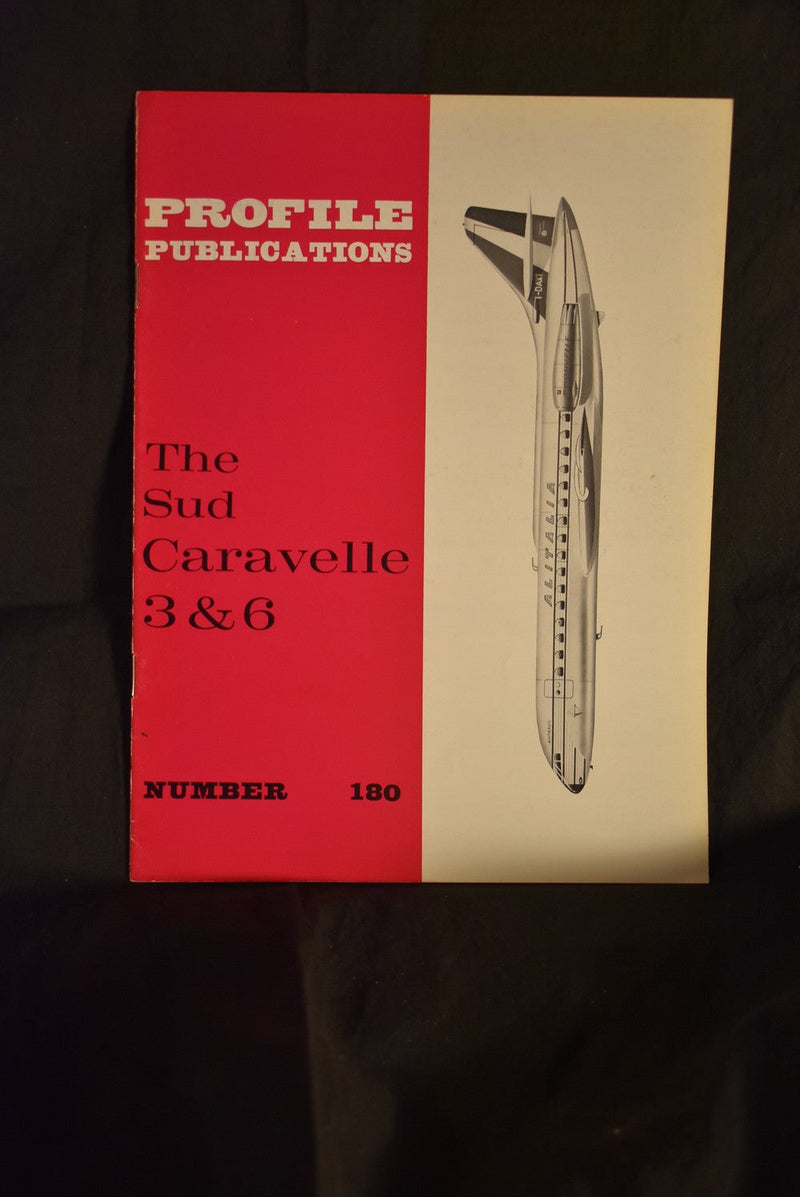 PROFILE
PUBLICATIONS
The
Sud
Caravelle
3 & 6
NUMBER 180
I-DAXI
ALITALIA